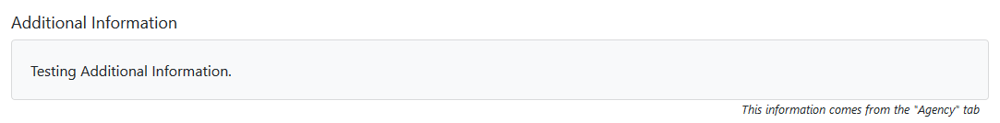 Additional Information
Testing Additional Information.
This information comes from the "Agency" tab